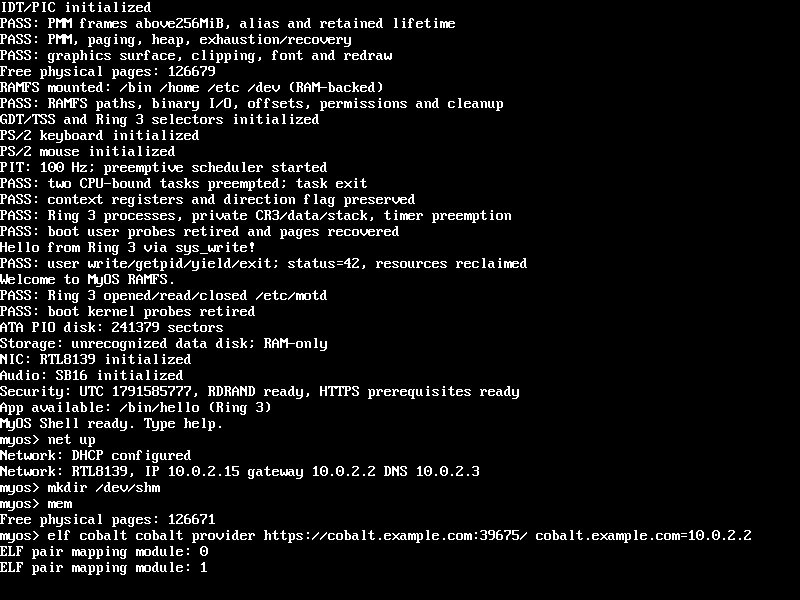 IDT/PIC initialized
PASS: PMM frames above256MiB, alias and retained lifetime
PASS: PMM, paging, heap, exhaustion/recovery
PASS: graphics surface, clipping, font and redraw
Free physical pages: 126679
RAMFS mounted: /bin /home /etc /dev (RAM-backed)
PASS: RAMFS paths, binary I/O, offsets, permissions and cleanup
GDT/TSS and Ring 3 selectors initialized
PS/2 keyboard initialized
PS/2 mouse initialized
PIT: 100 Hz; preemptive scheduler started
PASS: two CPU-bound tasks preempted; task exit
PASS: context registers and direction flag preserved
PASS: Ring 3 processes, private CR3/data/stack, timer preemption
PASS: boot user probes retired and pages recovered
Hello from Ring 3 via sys_write!
PASS: user write/getpid/yield/exit; status=42, resources reclaimed
Welcome to MyOS RAMFS.
PASS: Ring 3 opened/read/closed /etc/motd
PASS: boot kernel probes retired
ATA PIO disk: 241379 sectors
Storage: unrecognized data disk; RAM-only
NIC: RTL8139 initialized
Audio: SB16 initialized
Security: UTC 1791585777, RDRAND ready, HTTPS prerequisites ready
App available: /bin/hello (Ring 3)
MyOS Shell ready. Type help.
myos> net up
Network: DHCP configured
Network: RTL8139, IP 10.0.2.15 gateway 10.0.2.2 DNS 10.0.2.3
myos> mkdir /dev/shm
myos> mem
Free physical pages: 126671
myos> elf cobalt cobalt provider https://cobalt.example.com:39675/ cobalt.example.com=10.0.2.2
ELF pair mapping module: 0
ELF pair mapping module: 1